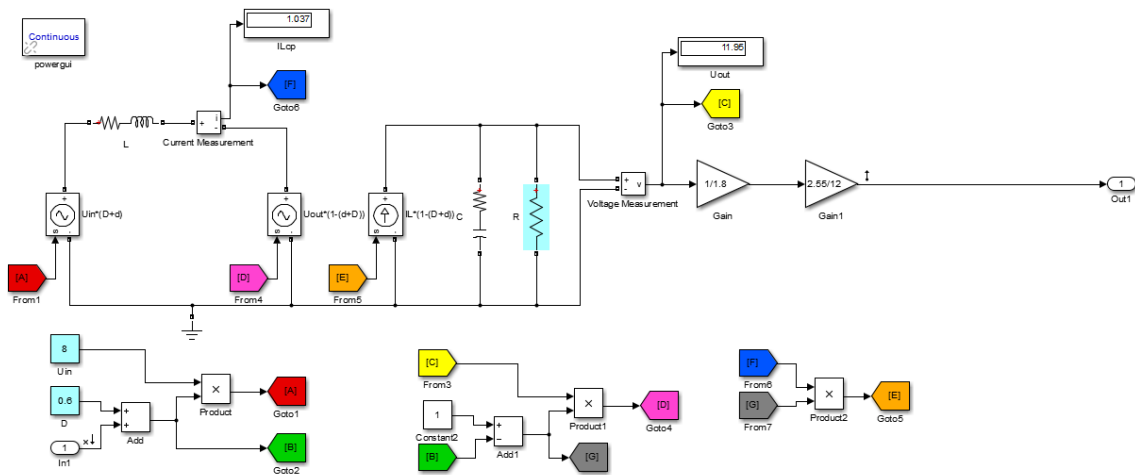 Continuous
powergui
1.037
ILcp
[F]
Goto6
11.95
Uout
[C]
Goto3
L
+
i
-
Current Measurement
+
Uin*(D+d)
s
-
+
Uout*(1-(d+D))
s
-
+
IL*(1-(D+d))
s
-
C
R
+
-
v
Voltage Measurement
1/1.8
Gain
2.55/12
Gain1
1
Out1
[A]
From1
[D]
From4
[E]
From5
8
Uin
0.6
D
1
In1
+
+
Add
×
Product
[A]
Goto1
[B]
Goto2
[C]
From3
1
Constant2
[B]
+
−
Add1
×
Product1
[D]
Goto4
[G]
[F]
From6
[G]
From7
×
Product2
[E]
Goto5